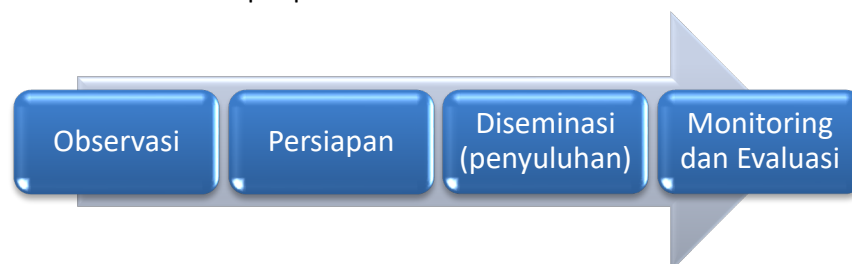 Observasi
Persiapan
Diseminasi
(penyuluhan)
Monitoring
dan Evaluasi